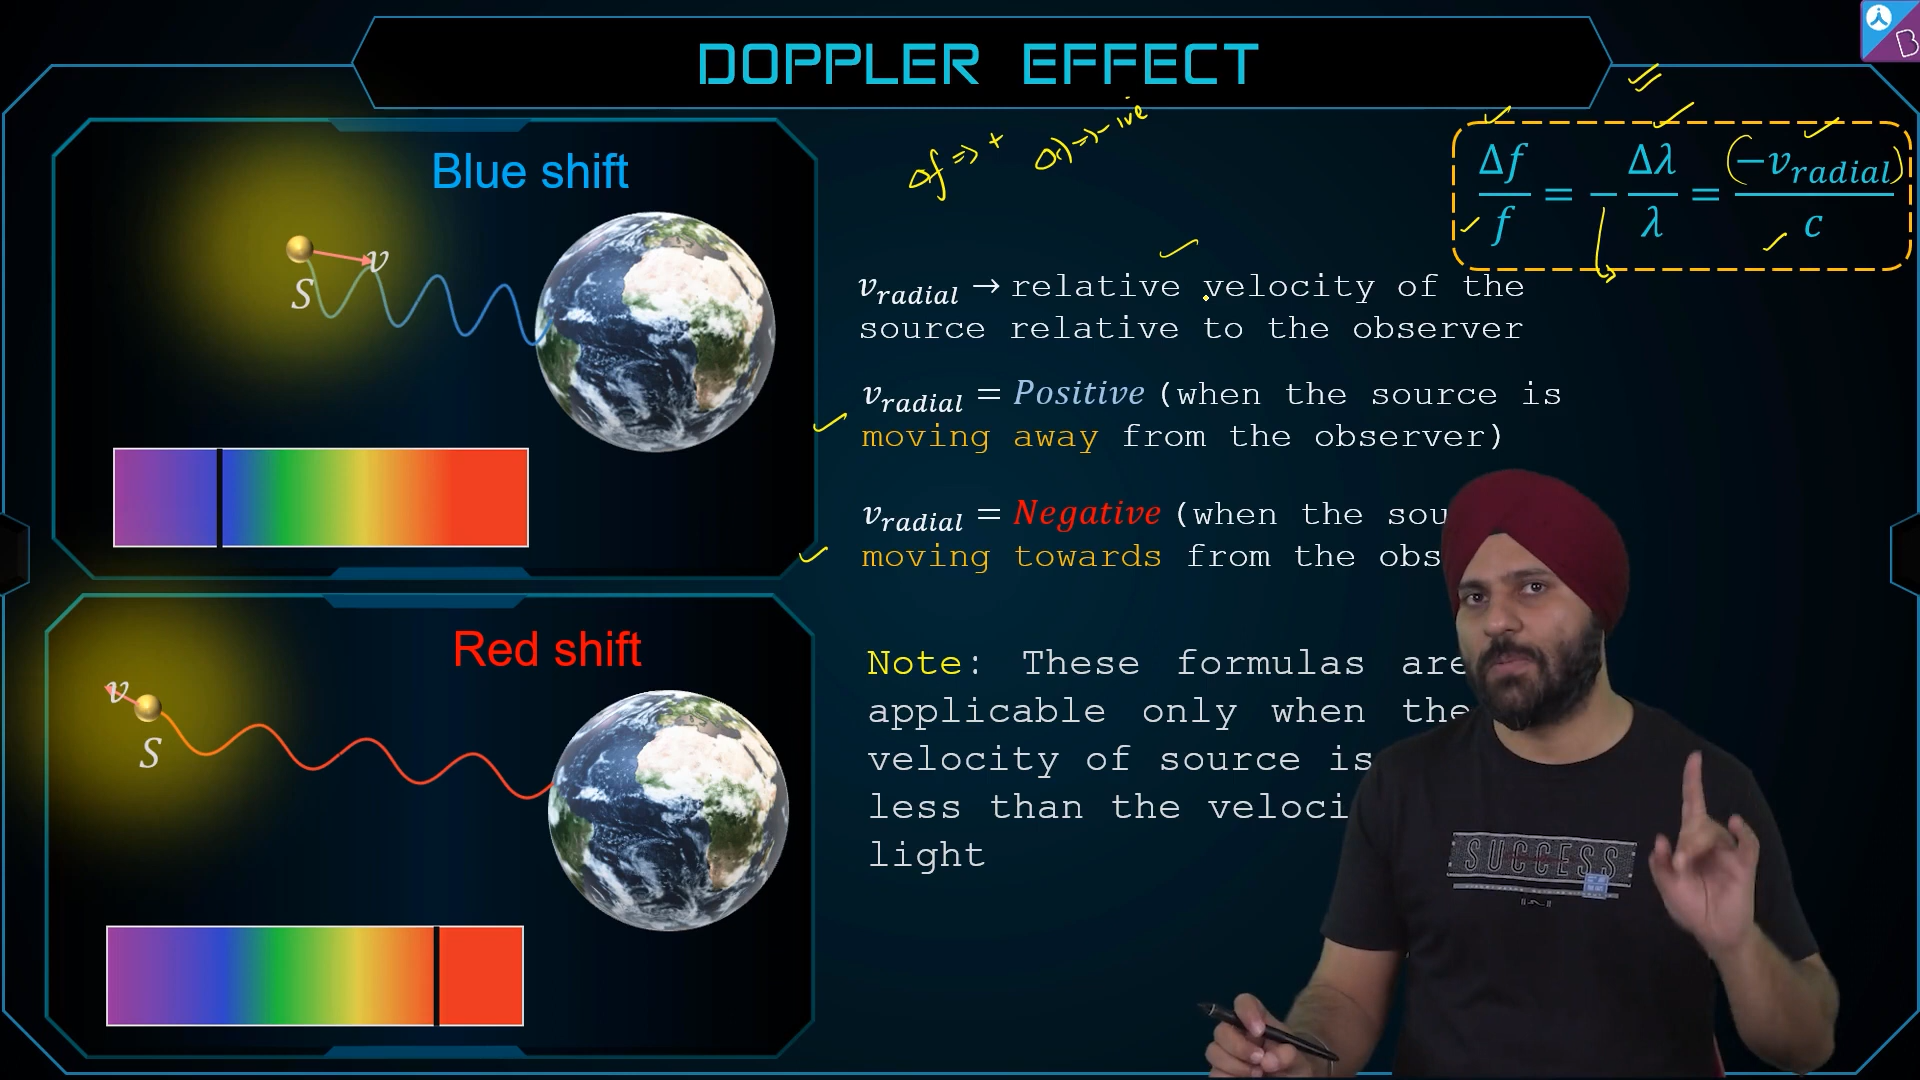 DOPPLER EFFECT
B
Blue shift
v
S
Δf ⇒ + Δλ ⇒ -ive
Δf/f = − Δλ/λ = (−v_radial)/c
v_radial → relative velocity of the
source relative to the observer
v_radial = Positive (when the source is
moving away from the observer)
v_radial = Negative (when the sou
moving towards from the obs
Red shift
v
S
Note: These formulas are
applicable only when the
velocity of source is
less than the veloci
light
SUCCESS